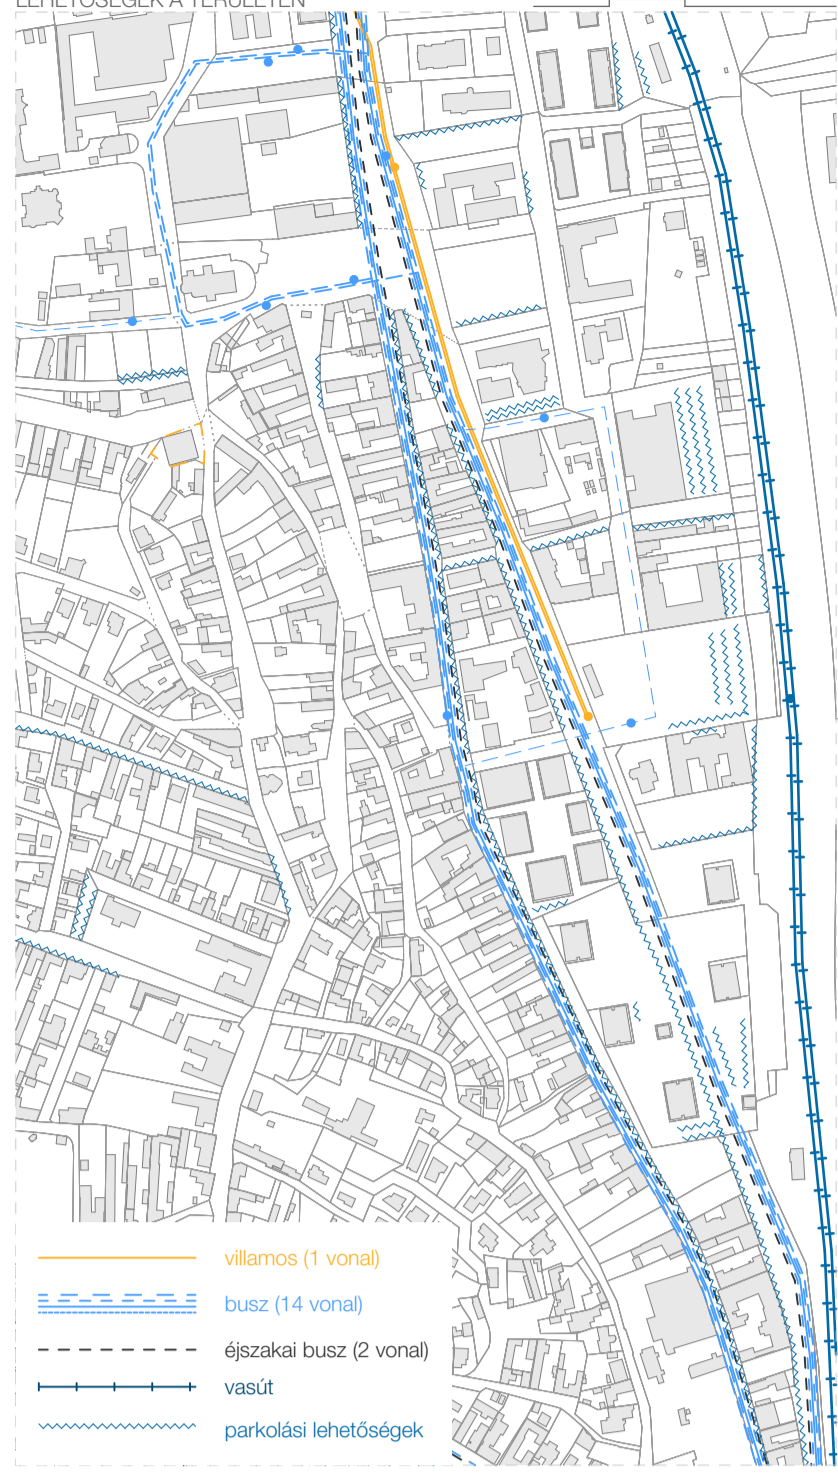 LEHETŐSÉGEK A TERÜLETEN
villamos (1 vonal)
busz (14 vonal)
éjszakai busz (2 vonal)
vasút
parkolási lehetőségek